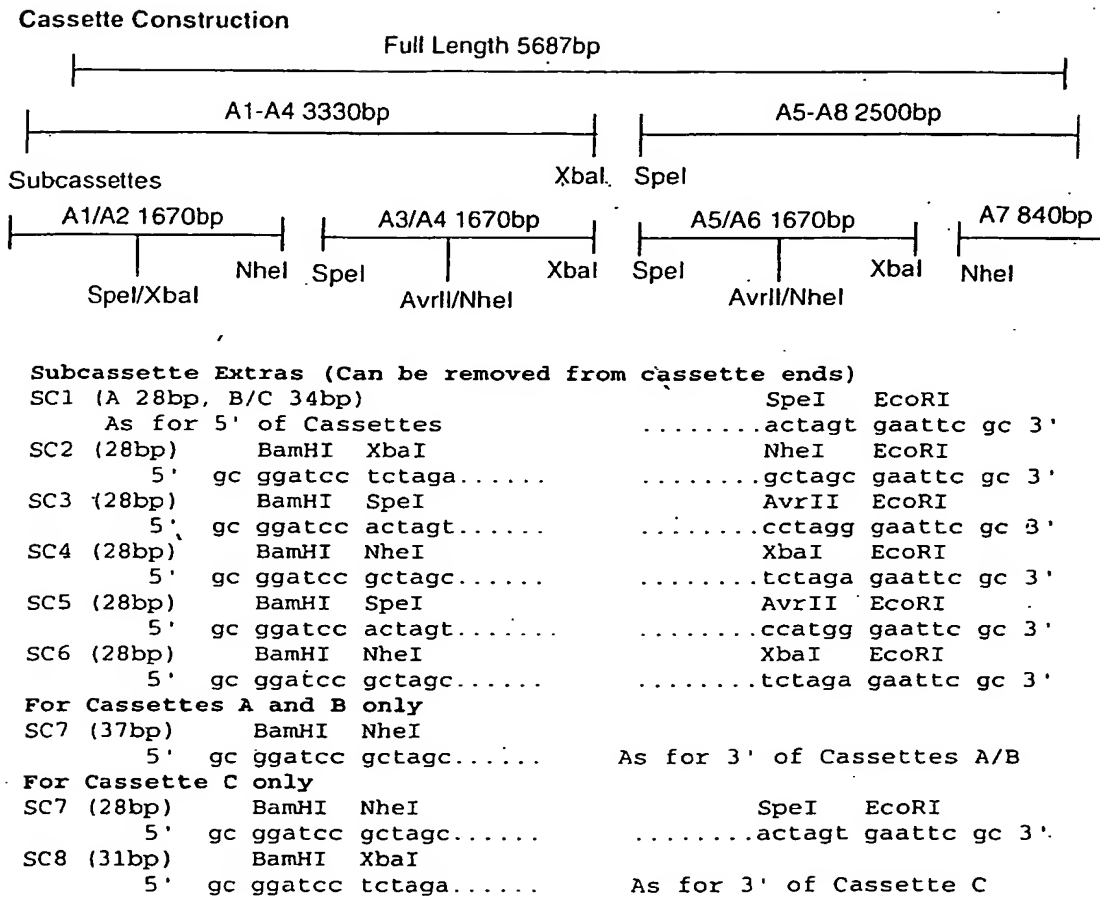 Cassette Construction
Full Length 5687bp
A1-A4 3330bp A5-A8 2500bp
XbaI SpeI
Subcassettes
A1/A2 1670bp A3/A4 1670bp A5/A6 1670bp A7 840bp
NheI SpeI XbaI SpeI XbaI NheI
SpeI/XbaI AvrII/NheI AvrII/NheI
Subcassette Extras (Can be removed from cassette ends)
SC1 (A 28bp, B/C 34bp) SpeI EcoRI
As for 5' of Cassettes ........actagt gaattc gc 3'
SC2 (28bp) BamHI XbaI NheI EcoRI
5' gc ggatcc tctaga...... ........gctagc gaattc gc 3'
SC3 (28bp) BamHI SpeI AvrII EcoRI
5' gc ggatcc actagt...... ........cctagg gaattc gc 3'
SC4 (28bp) BamHI NheI XbaI EcoRI
5' gc ggatcc gctagc...... ........tctaga gaattc gc 3'
SC5 (28bp) BamHI SpeI AvrII EcoRI
5' gc ggatcc actagt....... ........ccatgg gaattc gc 3'
SC6 (28bp) BamHI NheI XbaI EcoRI
5' gc ggatcc gctagc...... ........tctaga gaattc gc 3'
For Cassettes A and B only
SC7 (37bp) BamHI NheI
5' gc ggatcc gctagc...... As for 3' of Cassettes A/B
For Cassette C only
SC7 (28bp) BamHI NheI SpeI EcoRI
5' gc ggatcc gctagc...... ........actagt gaattc gc 3'
SC8 (31bp) BamHI XbaI
5' gc ggatcc tctaga...... As for 3' of Cassette C